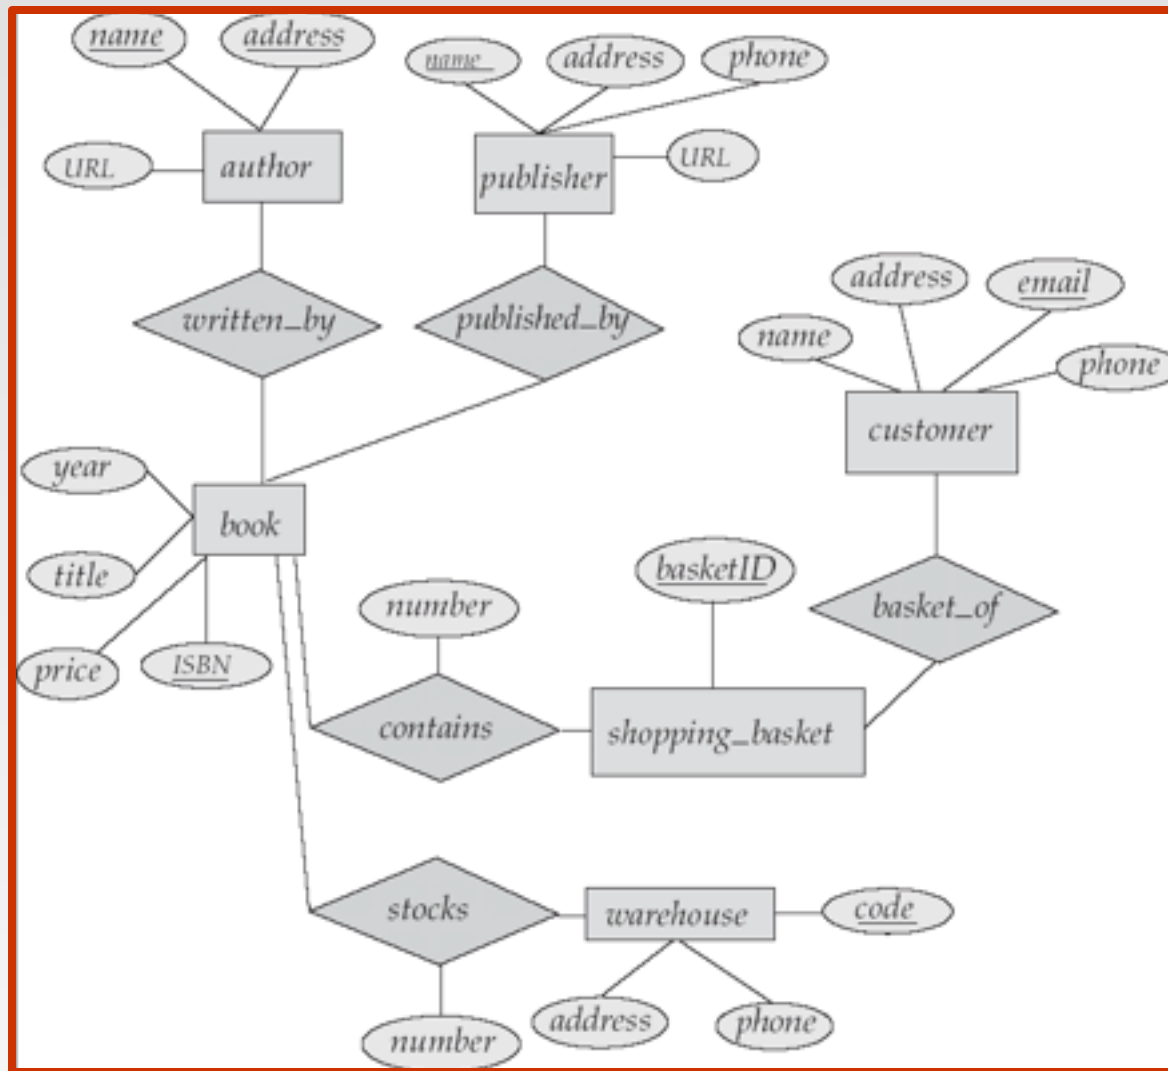 name
address
name
address
phone
URL
author
publisher
URL
written_by
published_by
address
email
name
phone
customer
year
book
title
price
ISBN
number
basketID
basket_of
contains
shopping_basket
stocks
warehouse
code
number
address
phone